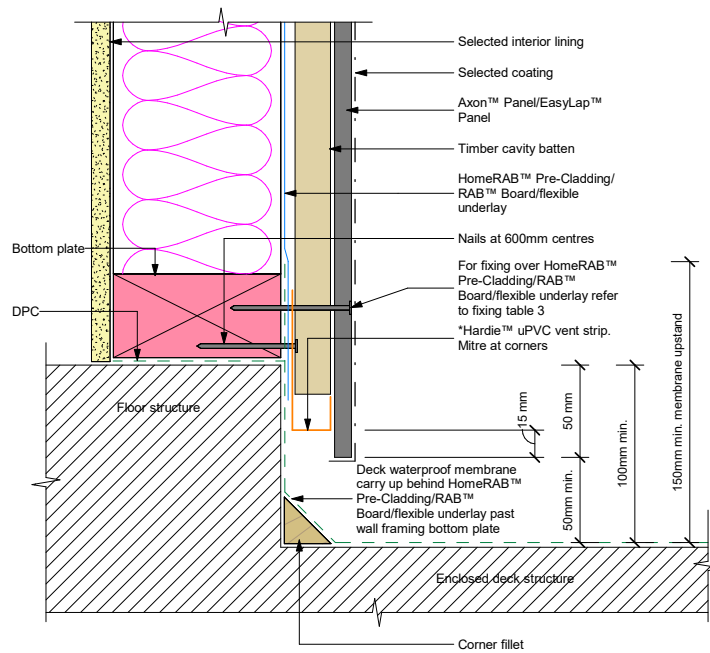 Selected interior lining
Selected coating
Axon™ Panel/EasyLap™
Panel
Timber cavity batten
HomeRAB™ Pre-Cladding/
RAB™ Board/flexible
underlay
Bottom plate
Nails at 600mm centres
For fixing over HomeRAB™
Pre-Cladding/RAB™
Board/flexible underlay refer
to fixing table 3
DPC
*Hardie™ uPVC vent strip.
Mitre at corners
Floor structure
15 mm
50 mm
50mm min.
100mm min.
150mm min. membrane upstand
Deck waterproof membrane
carry up behind HomeRAB™
Pre-Cladding/RAB™
Board/flexible underlay past
wall framing bottom plate
Enclosed deck structure
Corner fillet